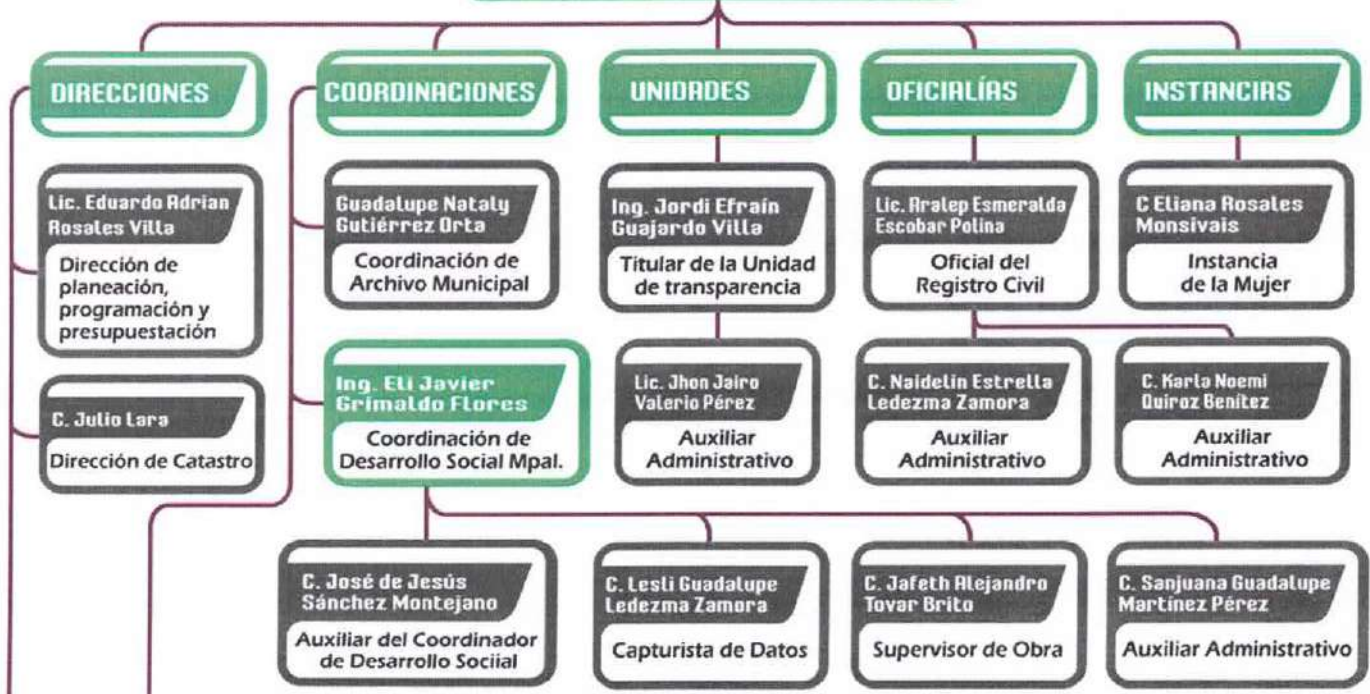 DIRECCIONES
COORDINACIONES
UNIDADES
OFICIALÍAS
INSTANCIAS
Lic. Eduardo Adrian
Rosales Villa
Dirección de
planeación,
programación y
presupuestación
Guadalupe Nataly
Gutiérrez Orta
Coordinación de
Archivo Municipal
Ing. Jordi Efraín
Guajardo Villa
Titular de la Unidad
de transparencia
Lic. Aralep Esmeralda
Escobar Polina
Oficial del
Registro Civil
C Eliana Rosales
Monsivais
Instancia
de la Mujer
C. Julio Lara
Dirección de Catastro
Ing. Eli Javier
Grimaldo Flores
Coordinación de
Desarrollo Social Mpal.
Lic. Jhon Jairo
Valerio Pérez
Auxiliar
Administrativo
C. Naidelin Estrella
Ledezma Zamora
Auxiliar
Administrativo
C. Karla Noemi
Quiroz Benítez
Auxiliar
Administrativo
C. José de Jesús
Sánchez Montejano
Auxiliar del Coordinador
de Desarrollo Sociial
C. Lesli Guadalupe
Ledezma Zamora
Capturista de Datos
C. Jafeth Alejandro
Tovar Brito
Supervisor de Obra
C. Sanjuana Guadalupe
Martínez Pérez
Auxiliar Administrativo